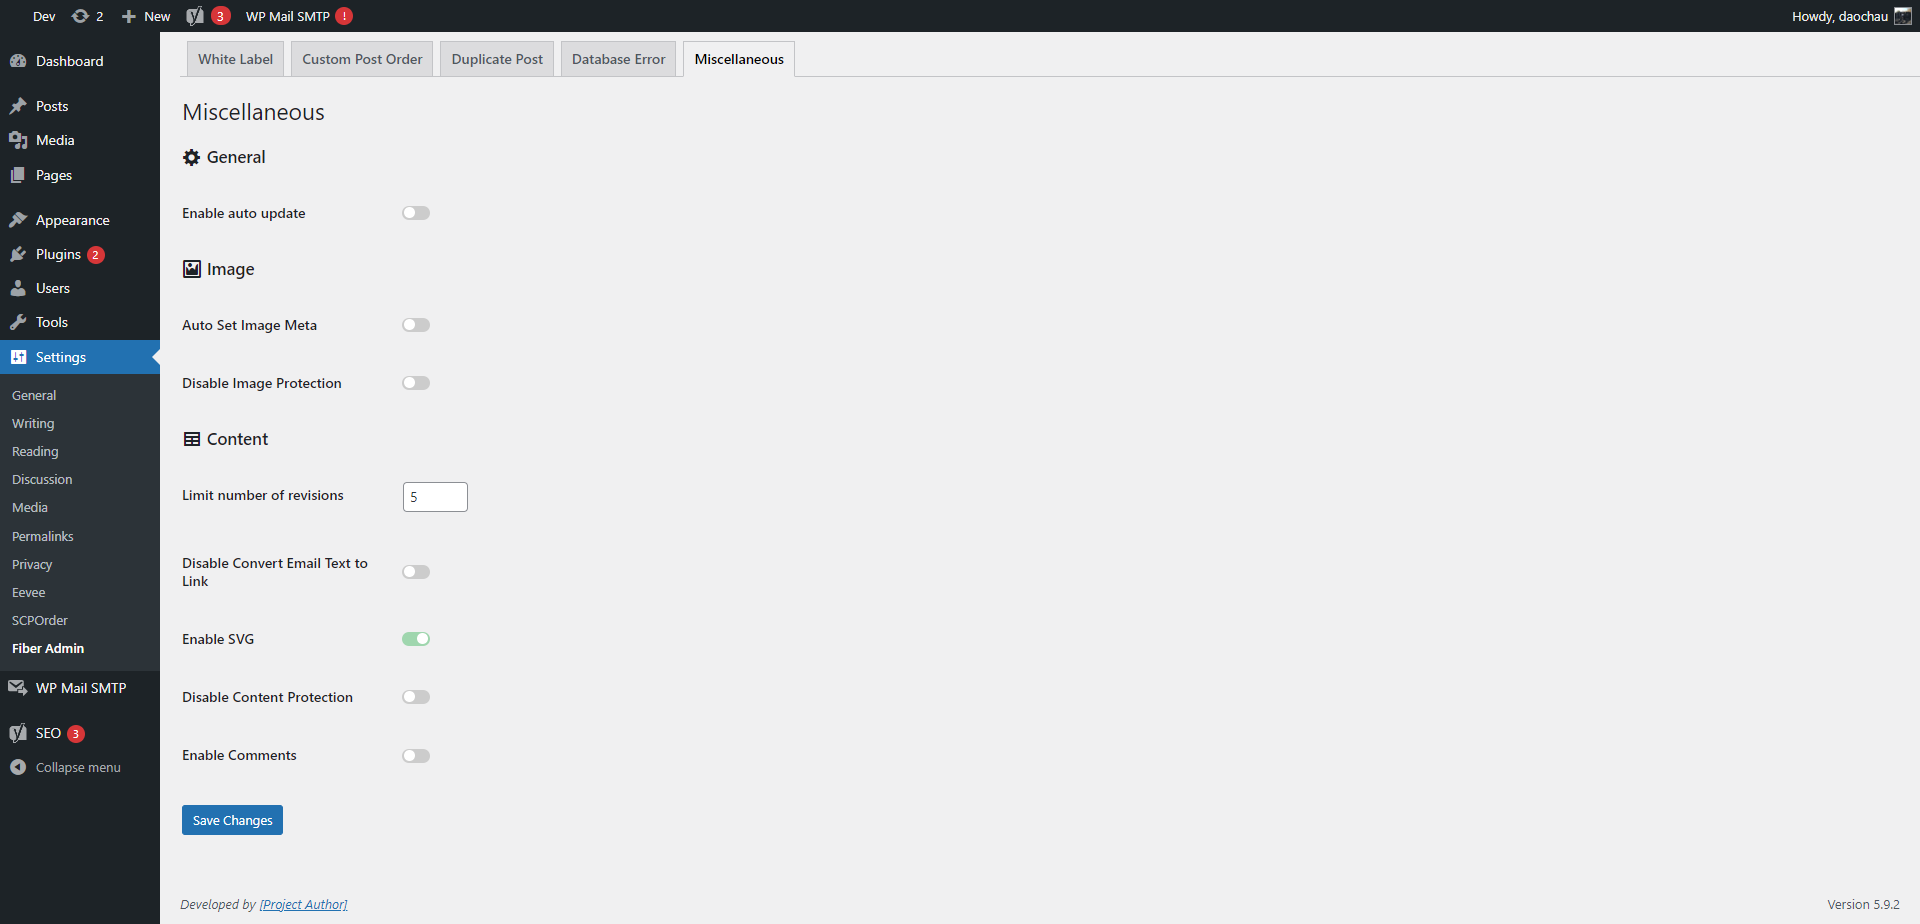 Dev 2 New 3 WP Mail SMTP ! Howdy, daochau
Dashboard
Posts
Media
Pages
Appearance
Plugins 2
Users
Tools
Settings
General
Writing
Reading
Discussion
Media
Permalinks
Privacy
Eevee
SCPOrder
Fiber Admin
WP Mail SMTP
SEO 3
Collapse menu
White Label Custom Post Order Duplicate Post Database Error Miscellaneous
Miscellaneous
General
Enable auto update
Image
Auto Set Image Meta
Disable Image Protection
Content
Limit number of revisions 5
Disable Convert Email Text to
Link
Enable SVG
Disable Content Protection
Enable Comments
Save Changes
Developed by [Project Author] Version 5.9.2